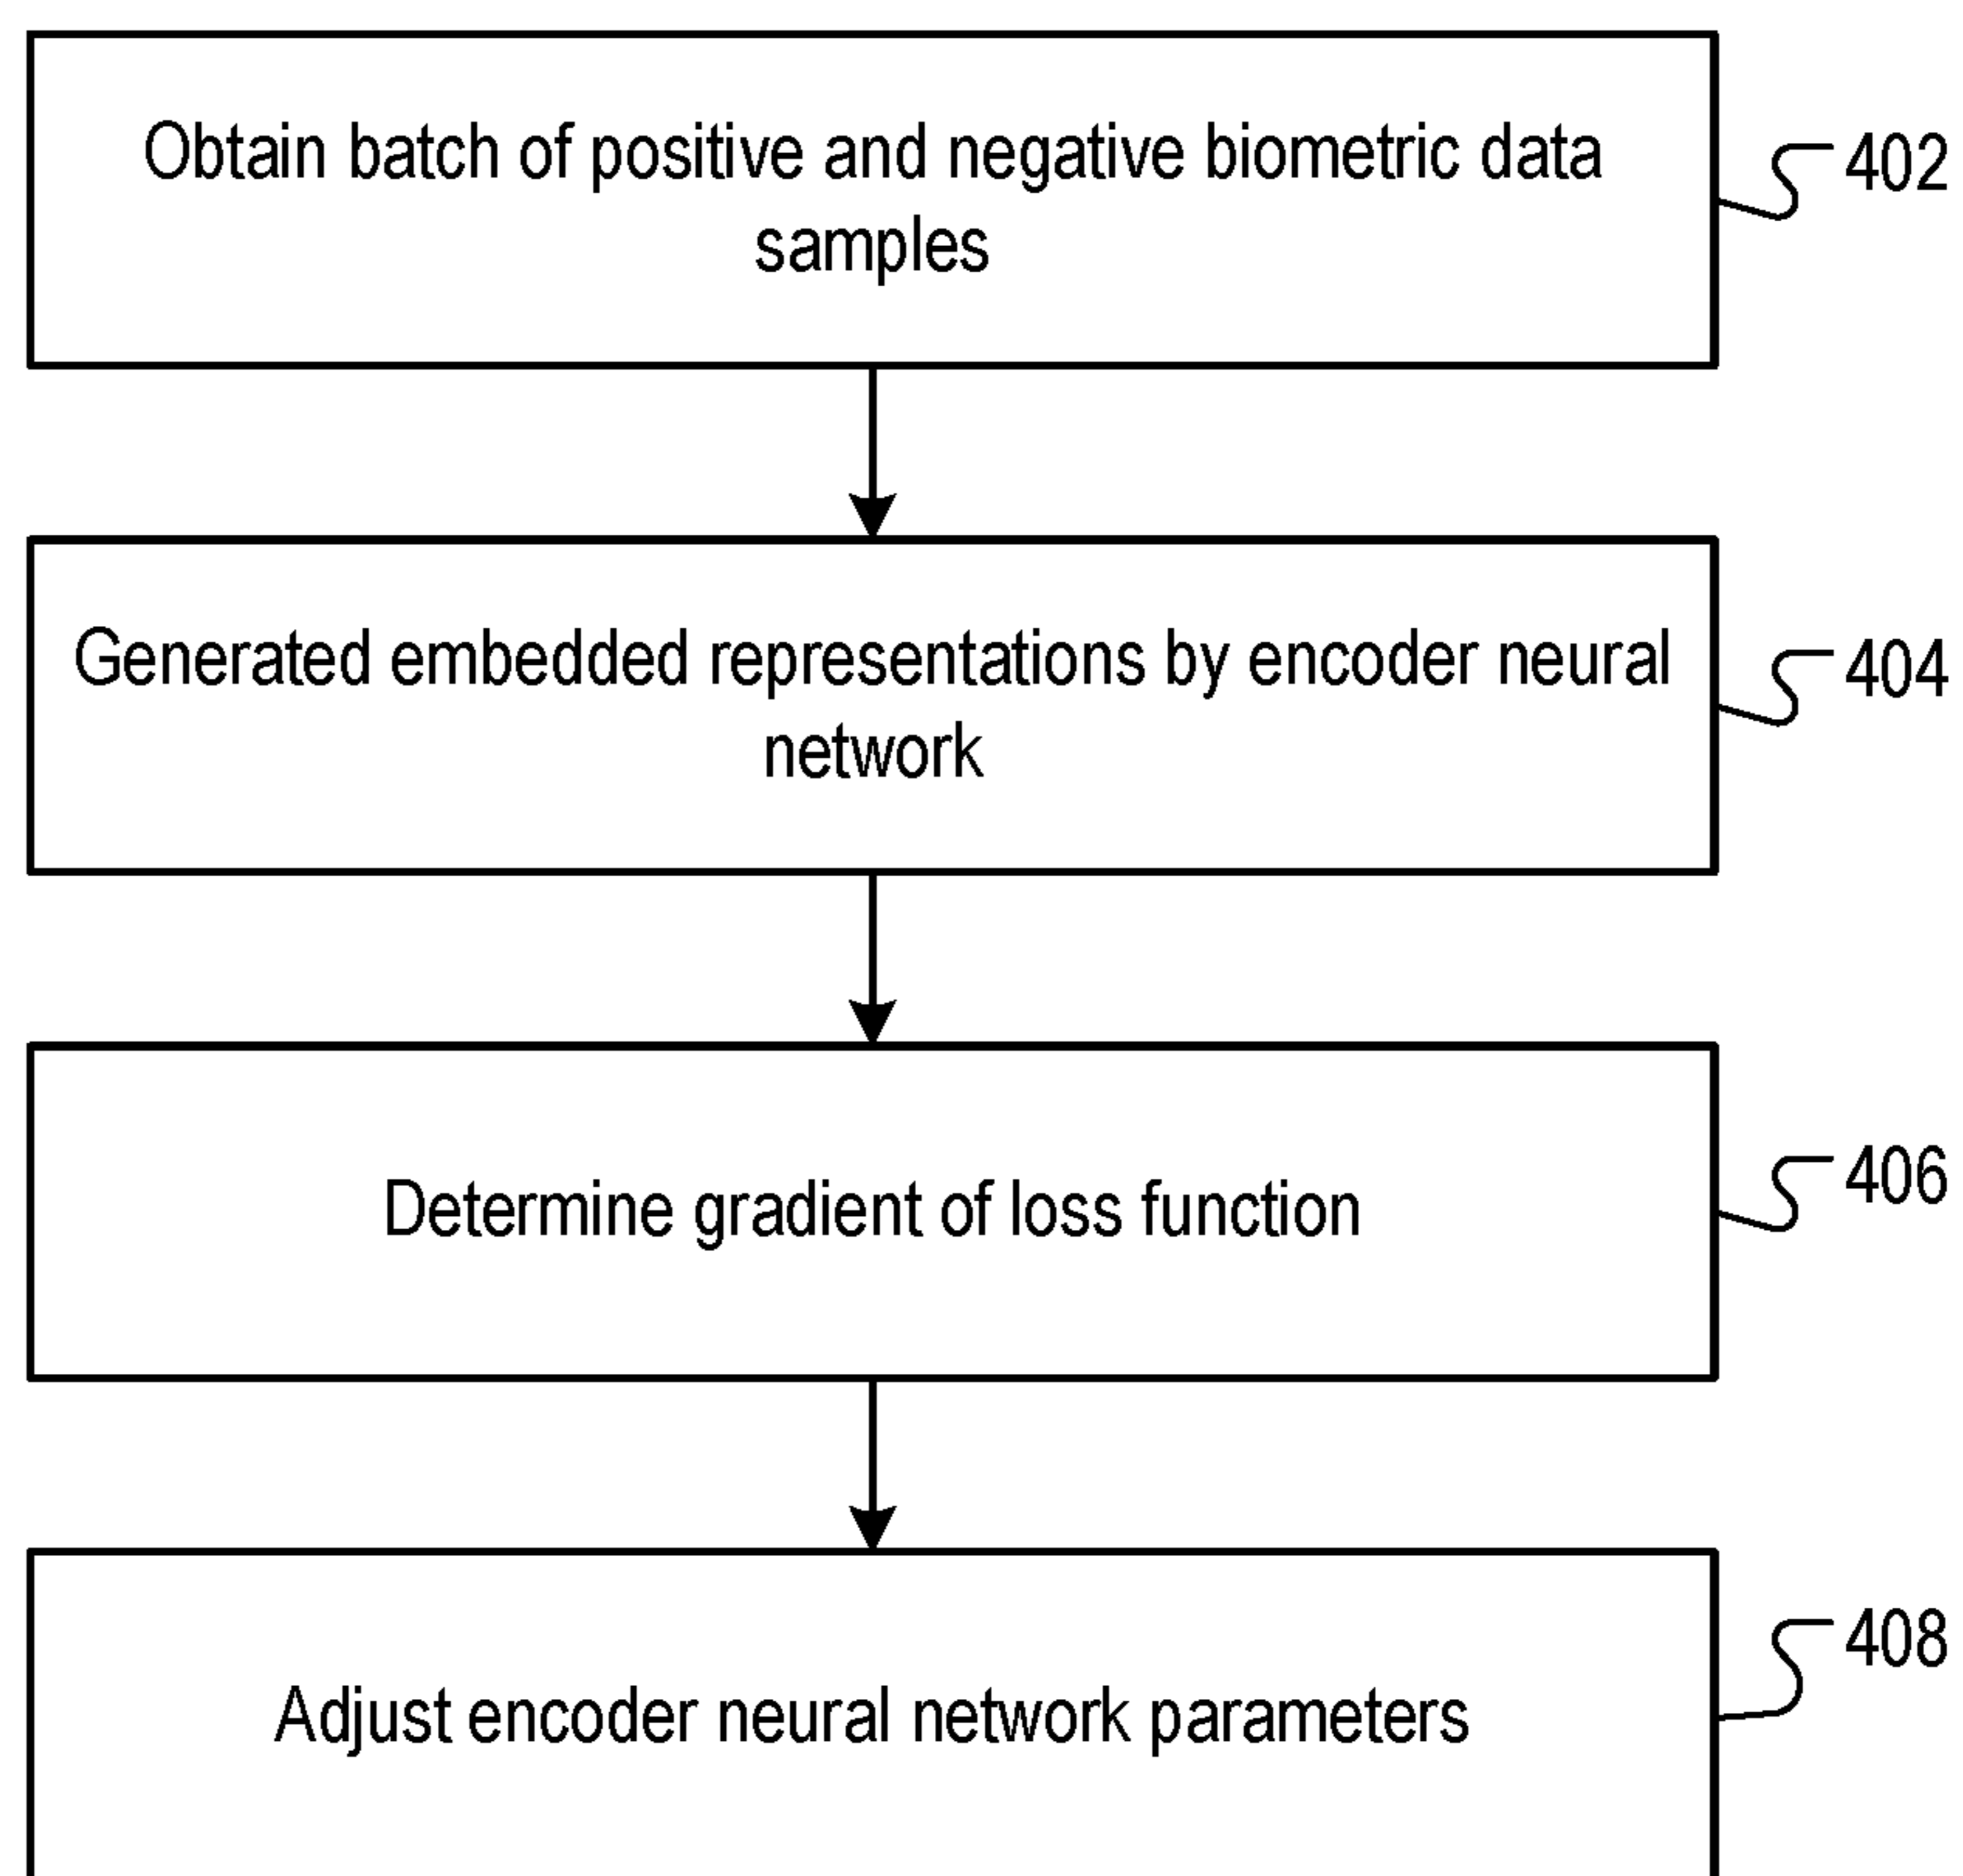 Obtain batch of positive and negative biometric data
samples
402
Generated embedded representations by encoder neural
network
404
Determine gradient of loss function
406
Adjust encoder neural network parameters
408